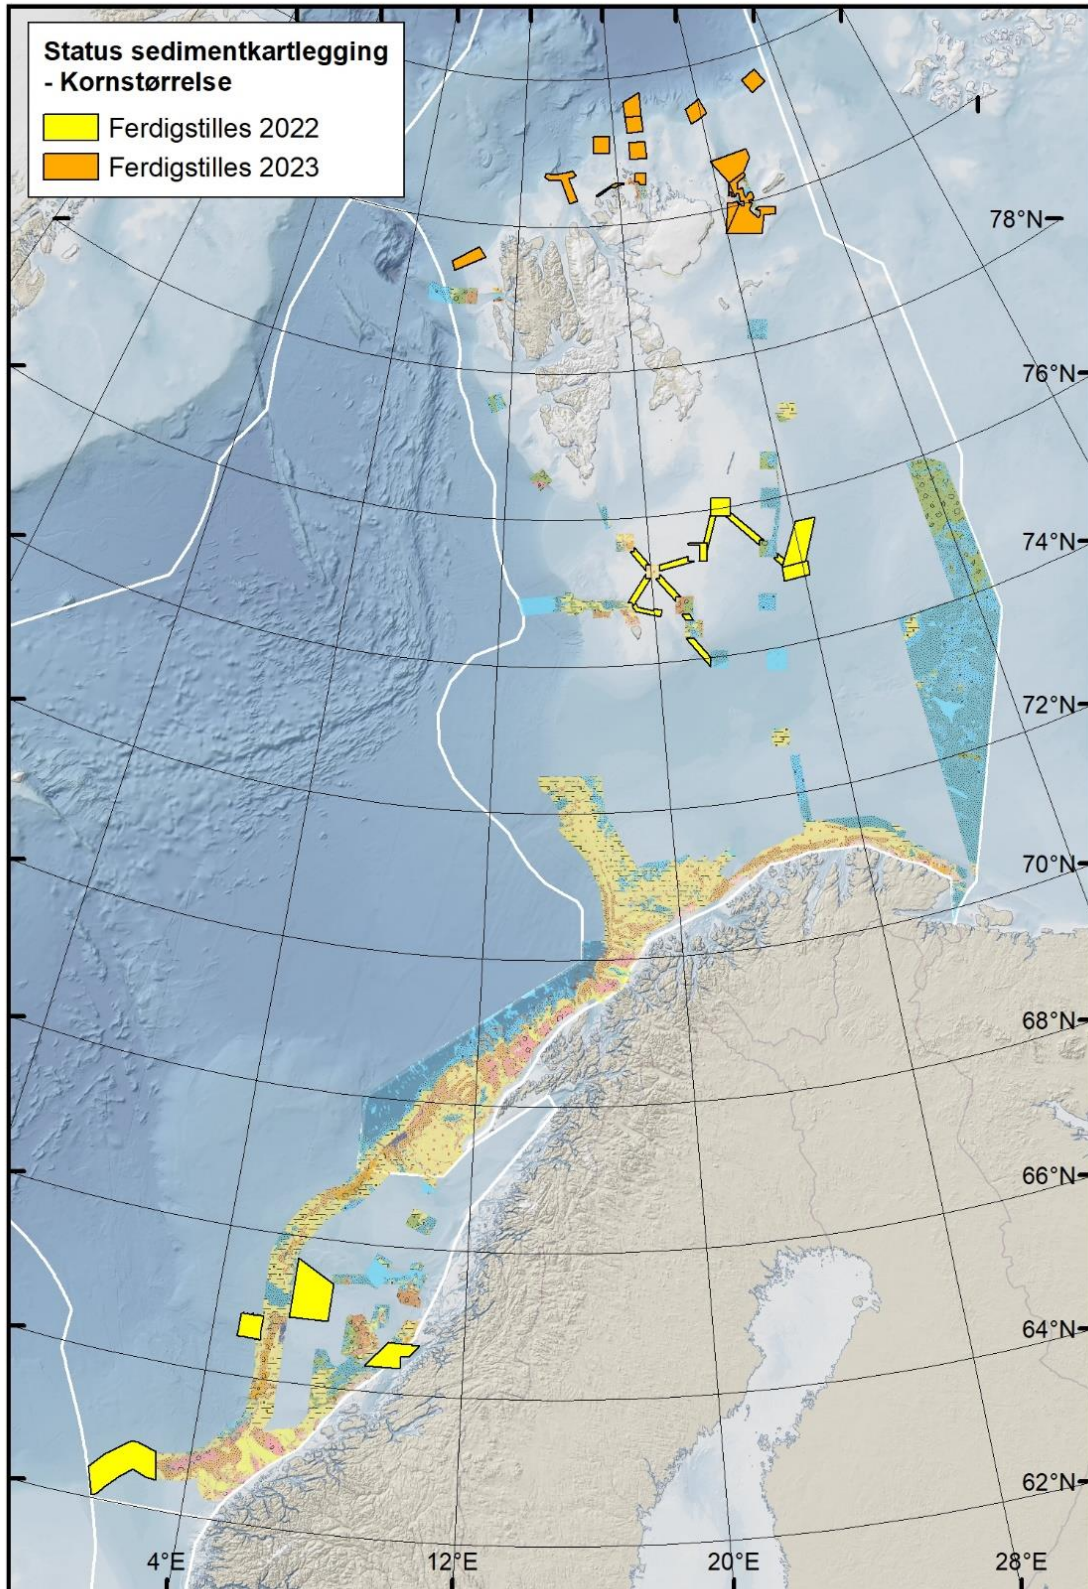 Status sedimentkartlegging
- Kornstørrelse
Ferdigstilles 2022
Ferdigstilles 2023
78°N
76°N
74°N
72°N
70°N
68°N
66°N
64°N
62°N
4°E
12°E
20°E
28°E